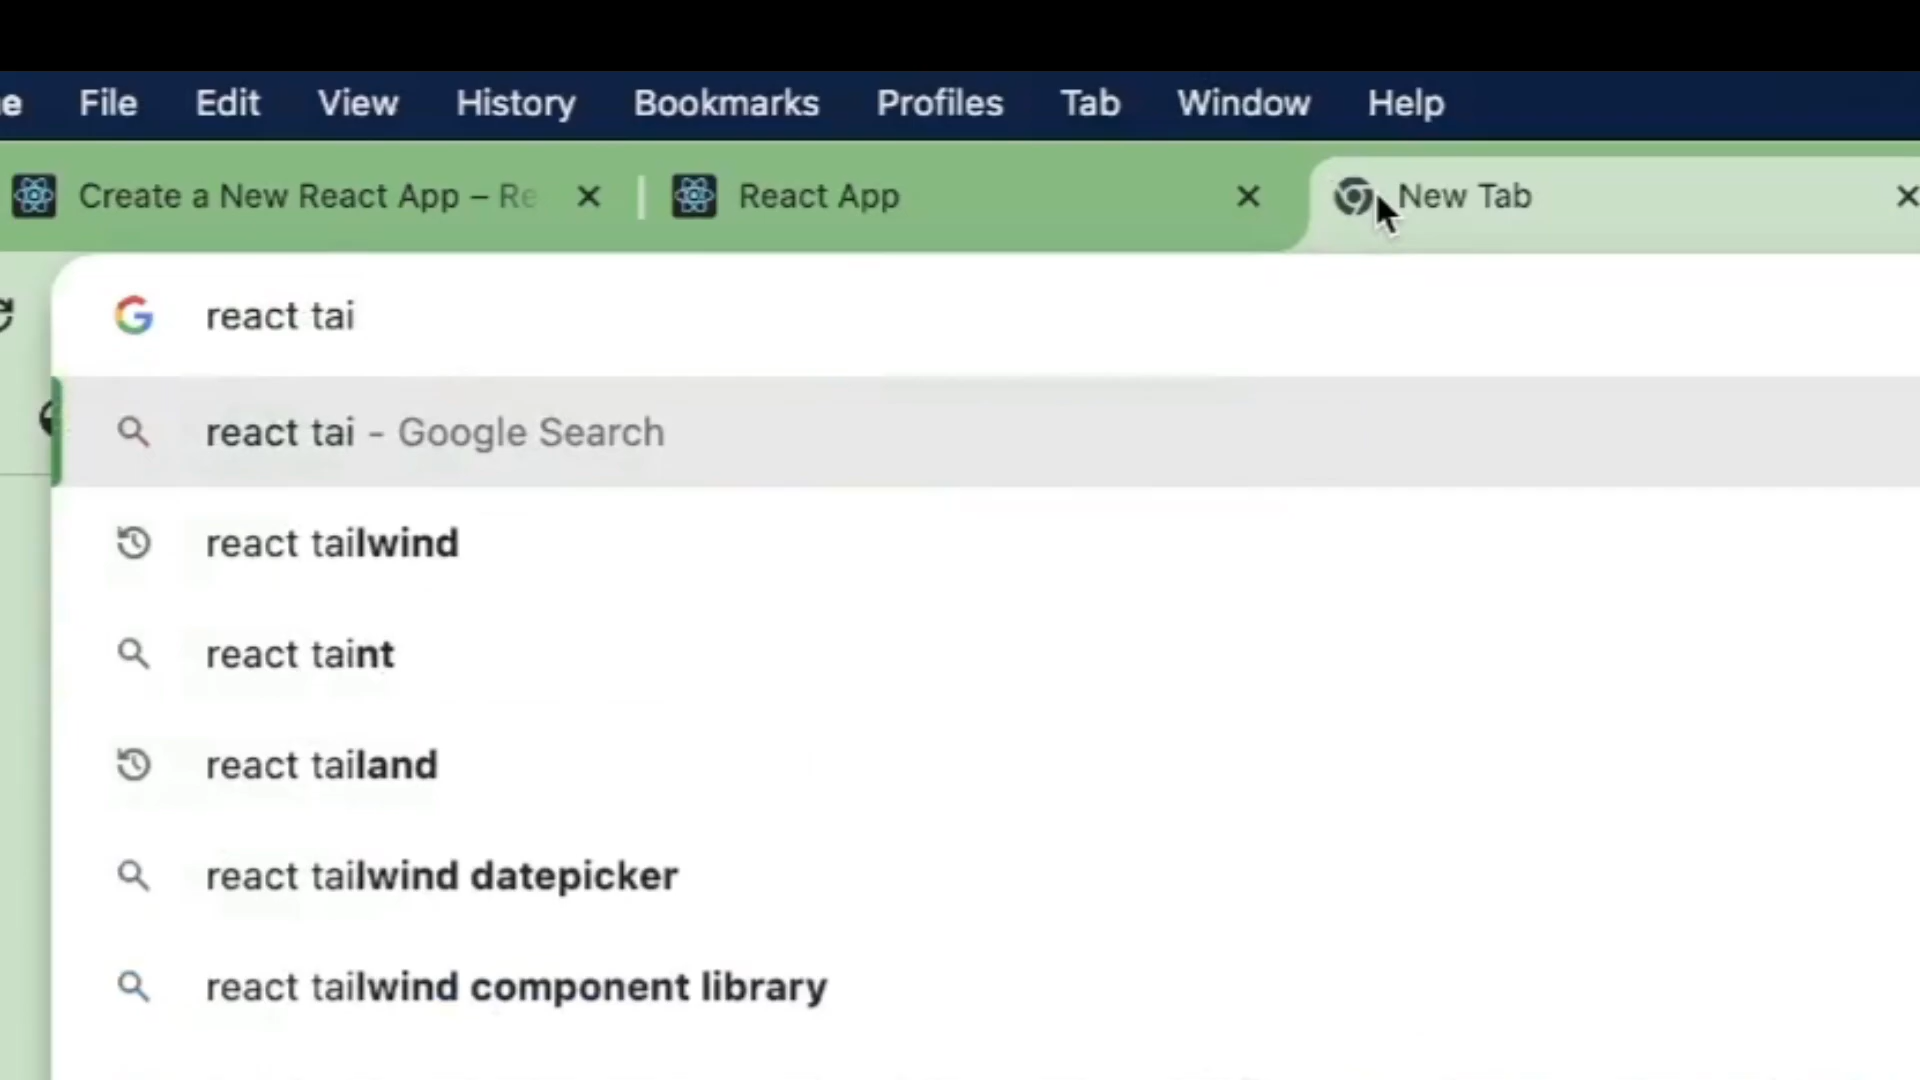 e File Edit View History Bookmarks Profiles Tab Window Help
Create a New React App – Re React App New Tab
react tai
react tai - Google Search
react tailwind
react taint
react tailand
react tailwind datepicker
react tailwind component library